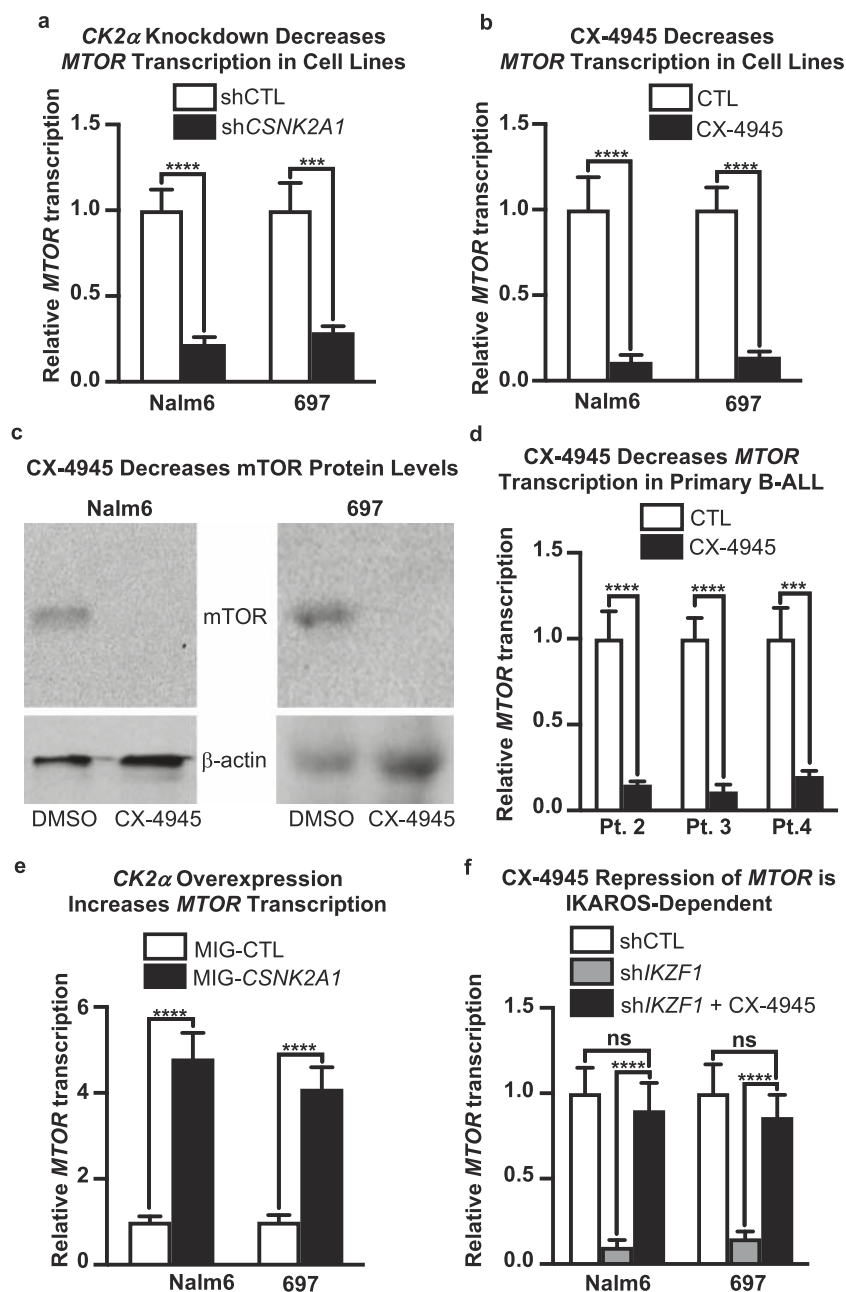 a
CK2α Knockdown Decreases
MTOR Transcription in Cell Lines
shCTL
shCSNK2A1
Relative MTOR transcription
1.5
1.0
0.5
0.0
****
***
Nalm6 697
b
CX-4945 Decreases
MTOR Transcription in Cell Lines
CTL
CX-4945
Relative MTOR transcription
1.5
1.0
0.5
0.0
****
****
Nalm6 697
c
CX-4945 Decreases mTOR Protein Levels
Nalm6 697
mTOR
β-actin
DMSO CX-4945 DMSO CX-4945
d
CX-4945 Decreases MTOR
Transcription in Primary B-ALL
CTL
CX-4945
Relative MTOR transcription
1.5
1.0
0.5
0.0
****
****
***
Pt. 2 Pt. 3 Pt.4
e
CK2α Overexpression
Increases MTOR Transcription
MIG-CTL
MIG-CSNK2A1
Relative MTOR transcription
6
4
2
0
****
****
Nalm6 697
f
CX-4945 Repression of MTOR is
IKAROS-Dependent
shCTL
shIKZF1
shIKZF1 + CX-4945
Relative MTOR transcription
1.5
1.0
0.5
0.0
ns
****
ns
****
Nalm6 697